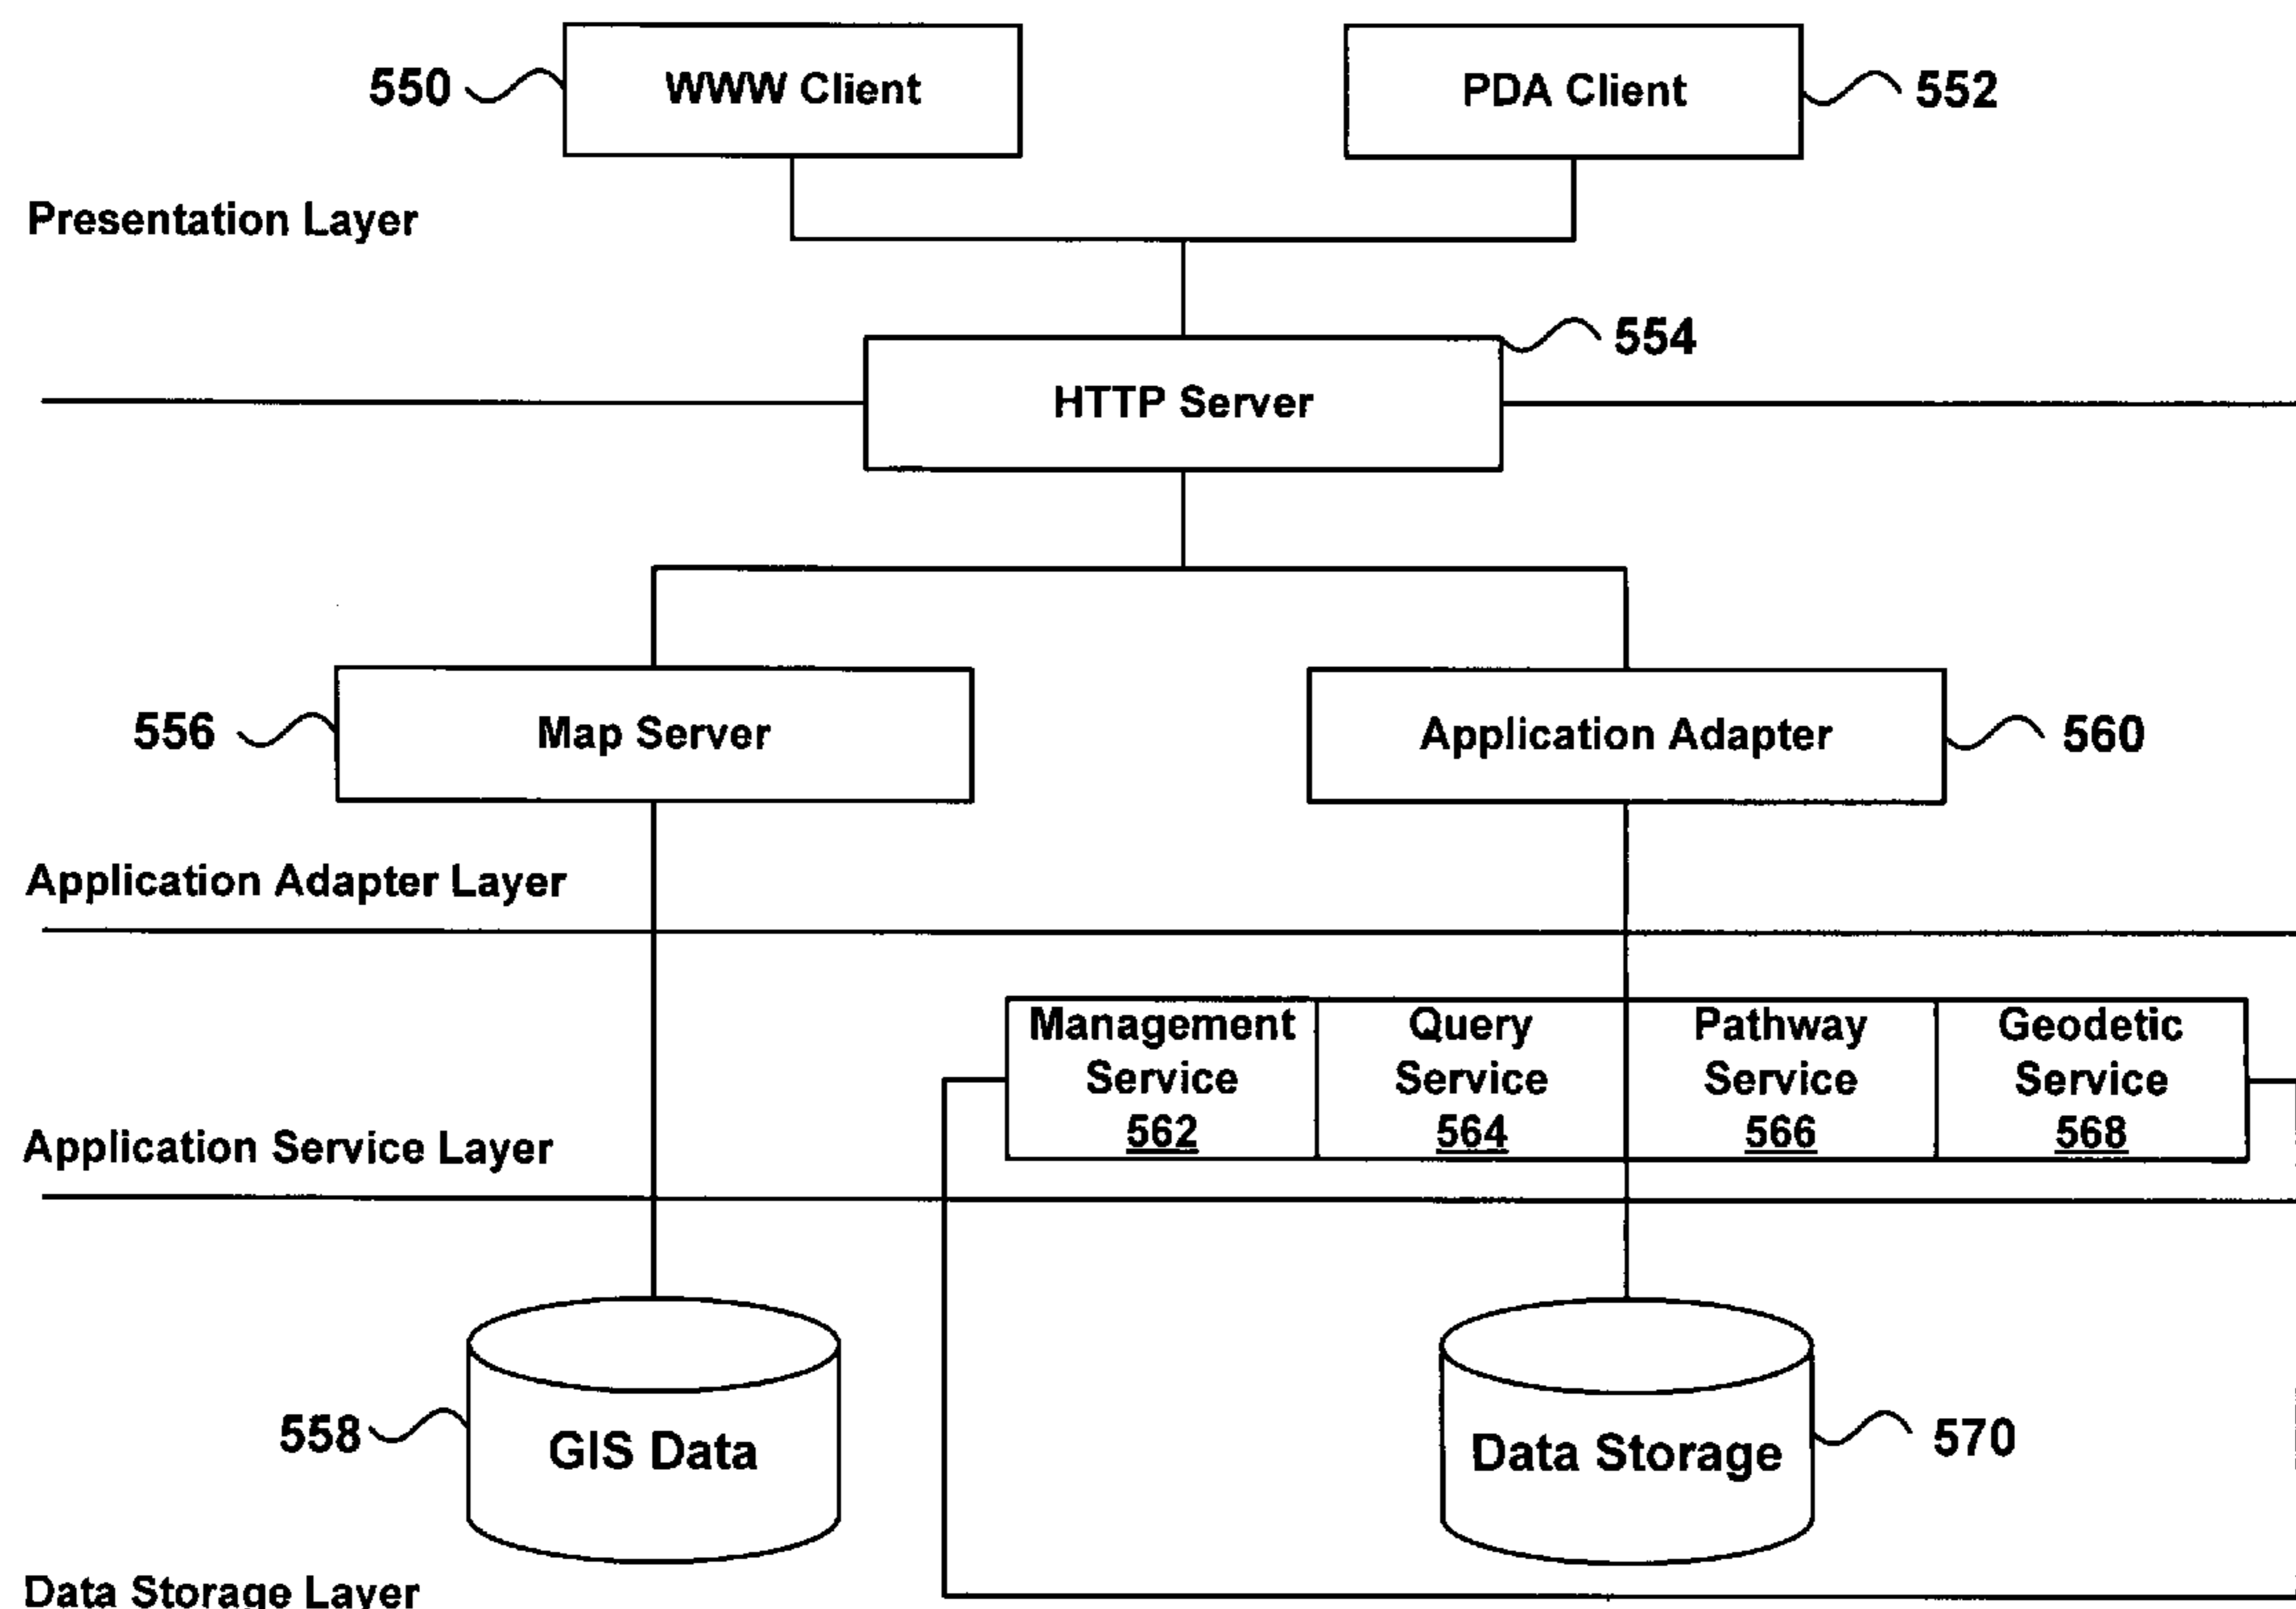 550
WWW Client
PDA Client
552
Presentation Layer
554
HTTP Server
556
Map Server
Application Adapter
560
Application Adapter Layer
Management
Service
562
Query
Service
564
Pathway
Service
566
Geodetic
Service
568
Application Service Layer
558
GIS Data
Data Storage
570
Data Storage Layer